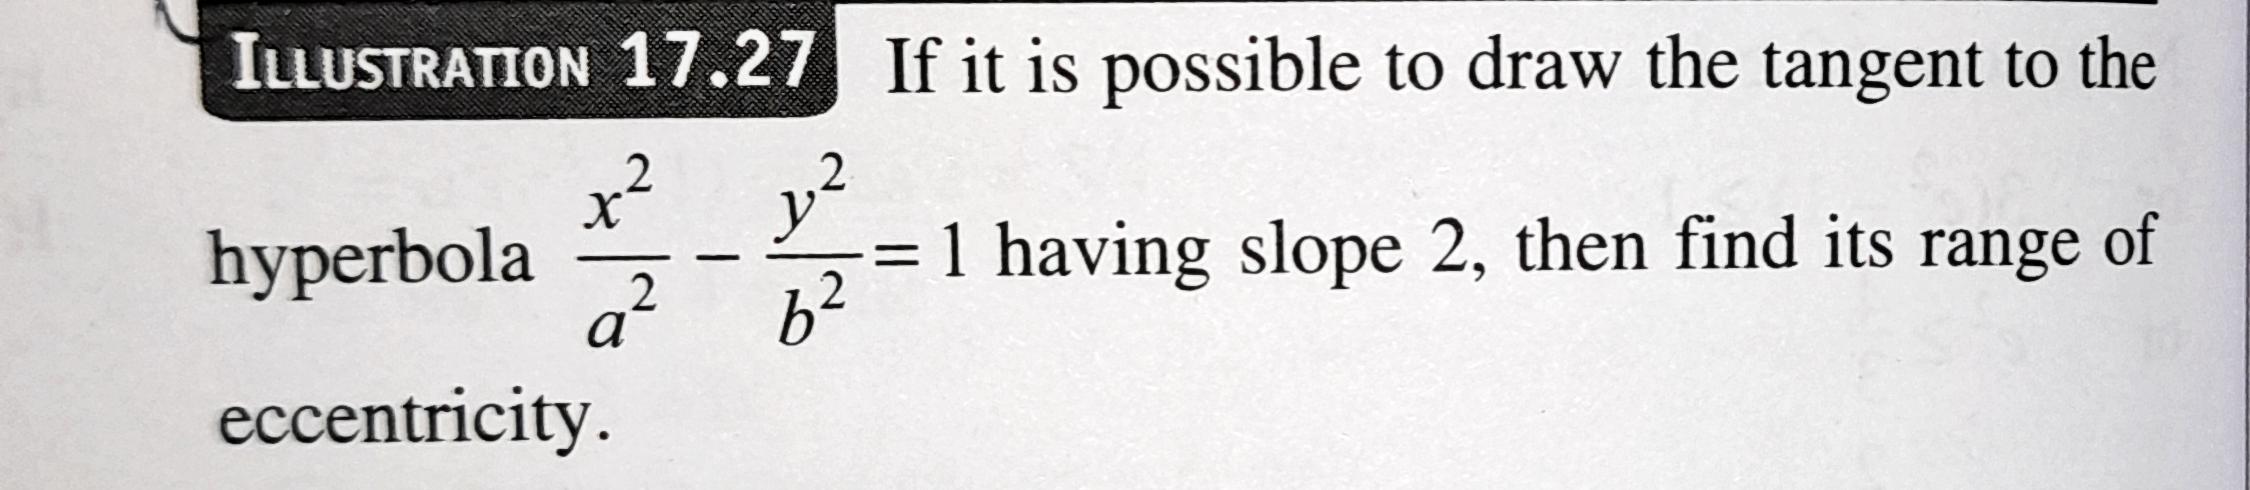 ILLUSTRATION 17.27 If it is possible to draw the tangent to the
hyperbola x²/a² − y²/b² = 1 having slope 2, then find its range of
eccentricity.